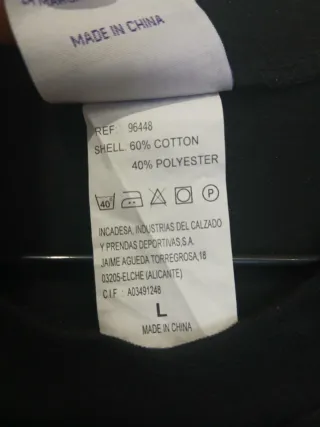 MADE IN CHINA
REF 96448
SHELL. 60% COTTON
40% POLYESTER
40
P
INCADESA, INDUSTRIAS DEL CALZADO
Y PRENDAS DEPORTIVAS,S.A.
JAIME AGUEDA TORREGROSA,18
03205-ELCHE (ALICANTE)
C.I.F : A03491248
L
MADE IN CHINA